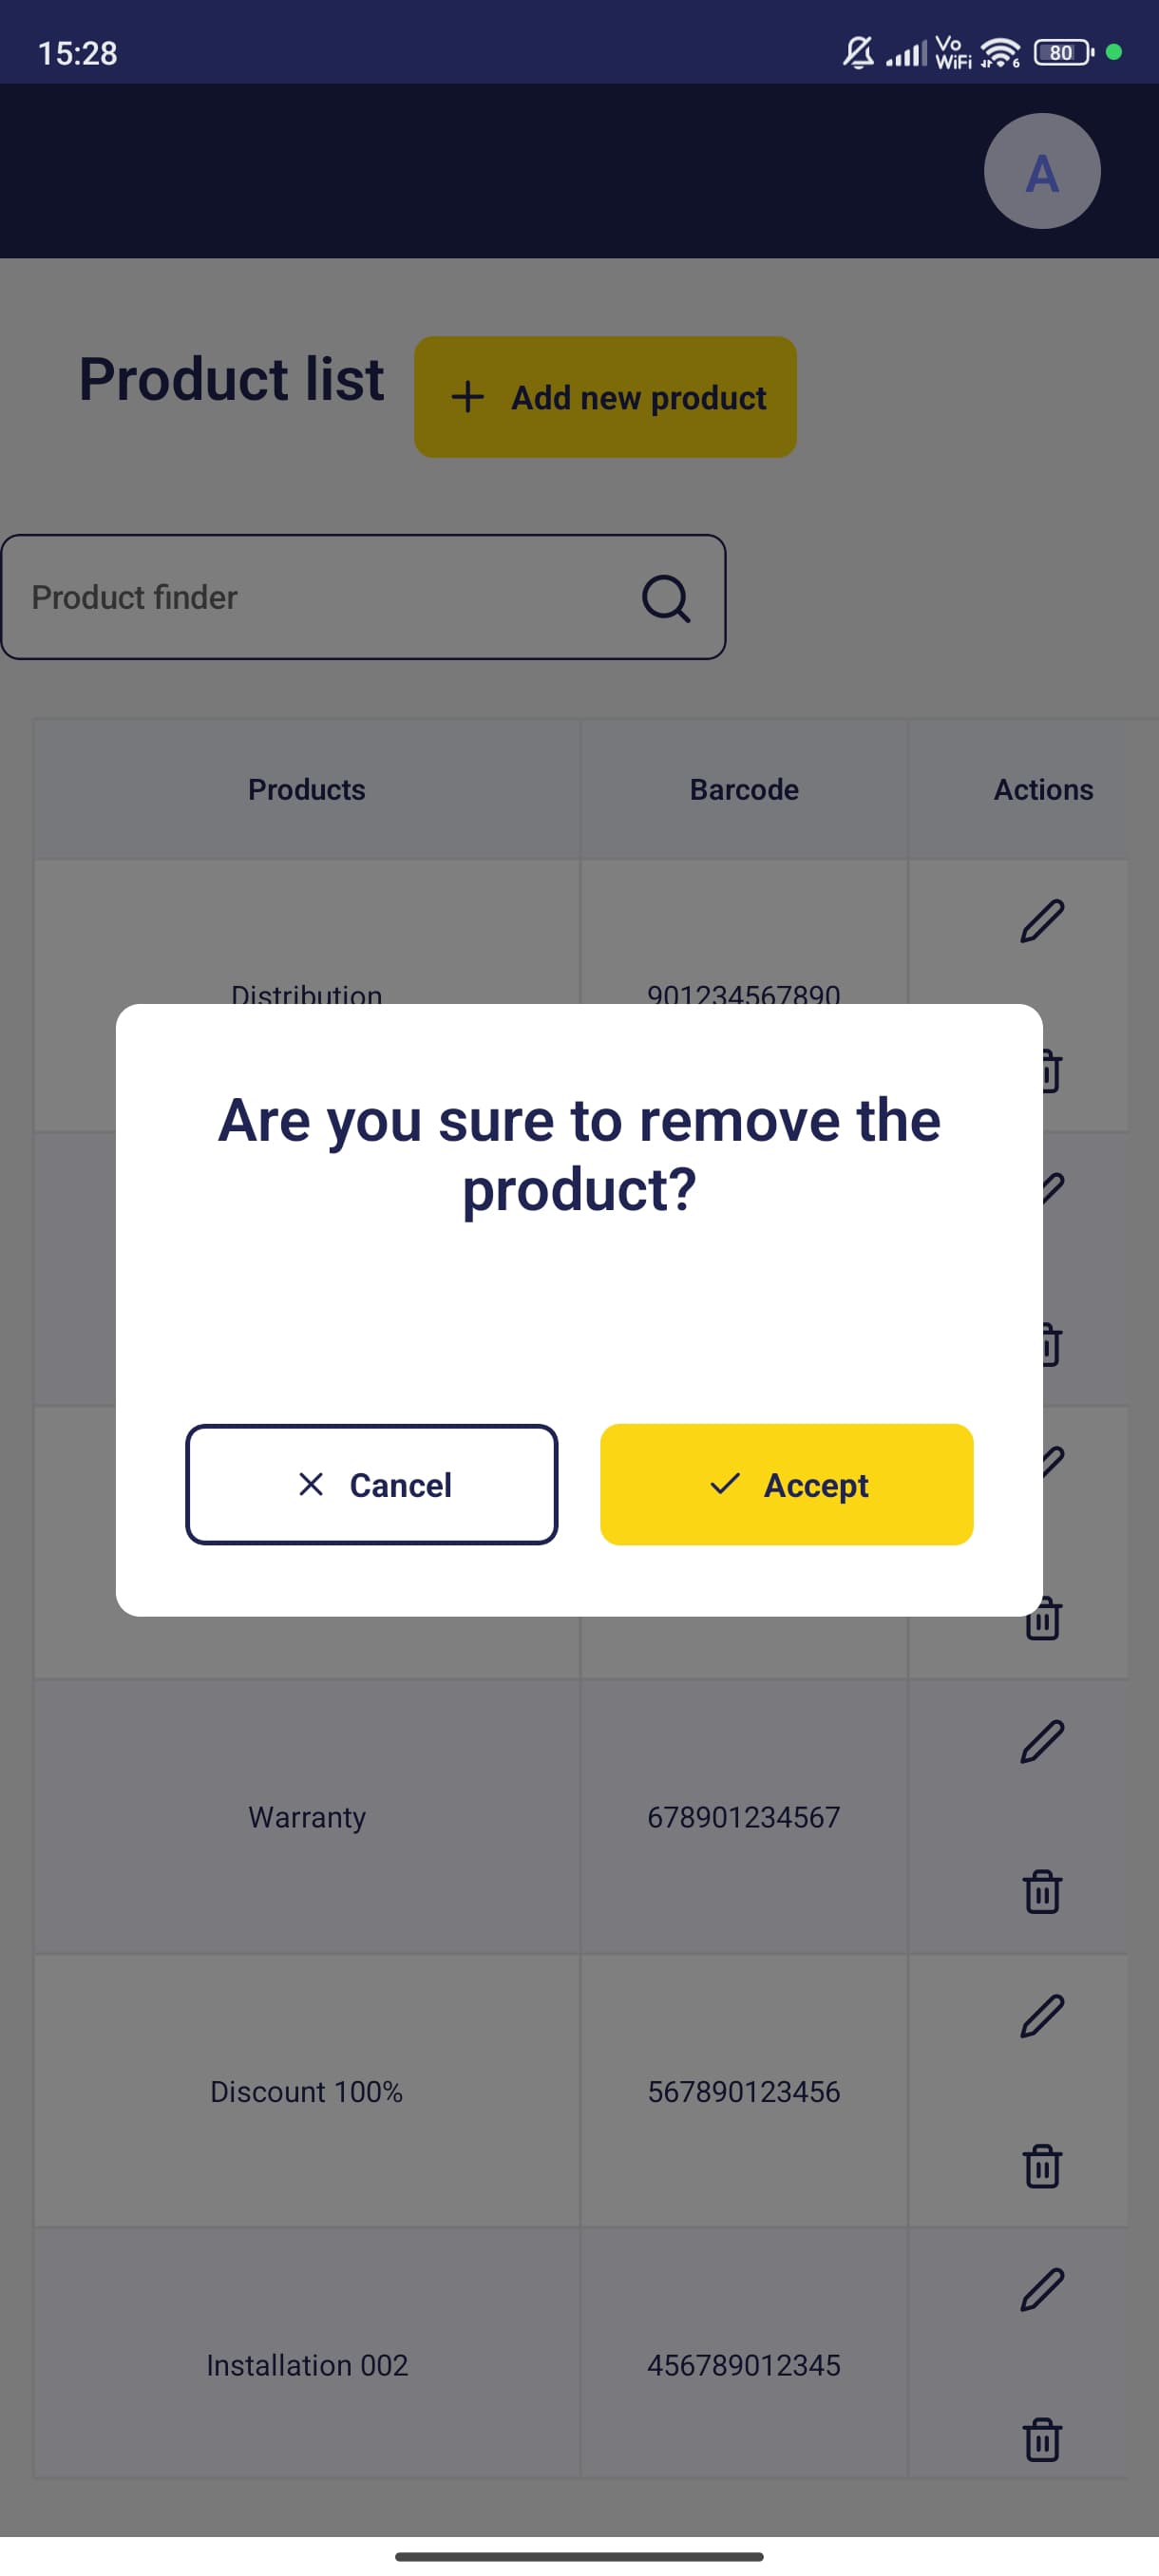 15:28
Vo
WiFi
6
80
A
Product list
Add new product
Product finder
Products
Barcode
Actions
Distribution
901234567890
Are you sure to remove the
product?
Cancel
Accept
Warranty
678901234567
Discount 100%
567890123456
Installation 002
456789012345